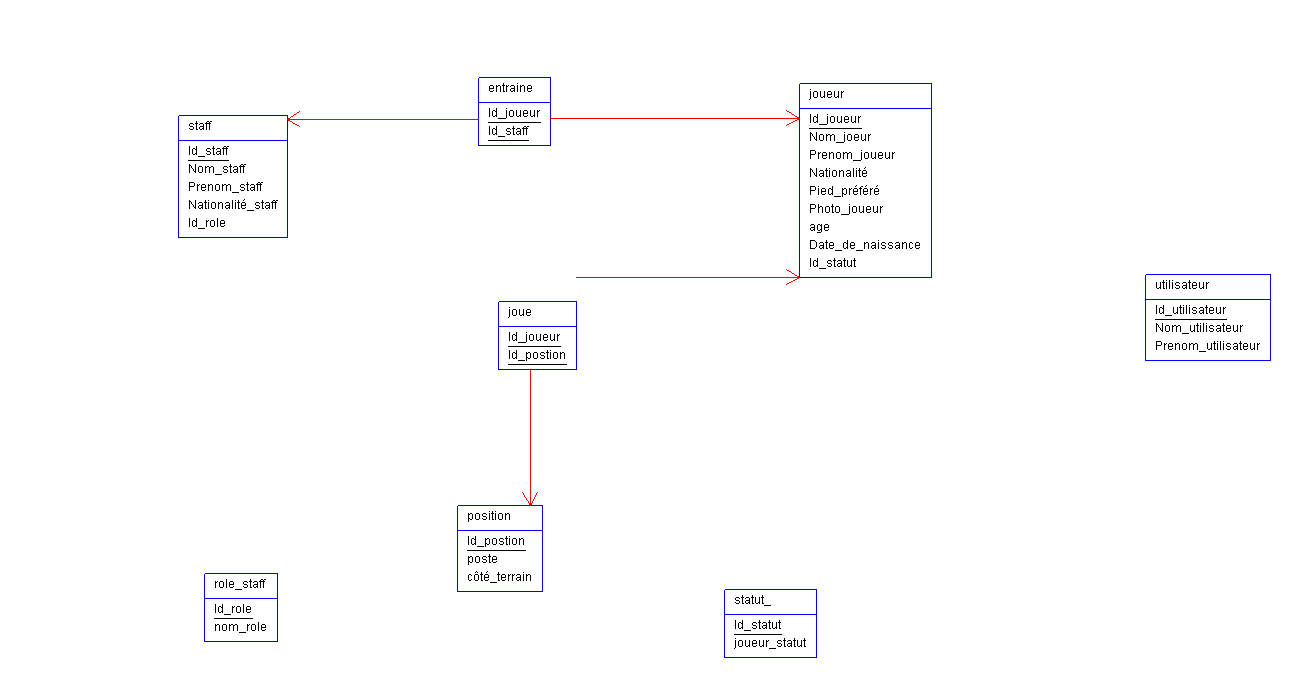 entraine
Id_joueur
Id_staff
joueur
Id_joueur
Nom_joeur
Prenom_joueur
Nationalité
Pied_préféré
Photo_joueur
age
Date_de_naissance
Id_statut
staff
Id_staff
Nom_staff
Prenom_staff
Nationalité_staff
Id_role
utilisateur
Id_utilisateur
Nom_utilisateur
Prenom_utilisateur
joue
Id_joueur
Id_postion
position
Id_postion
poste
côté_terrain
role_staff
Id_role
nom_role
statut_
Id_statut
joueur_statut